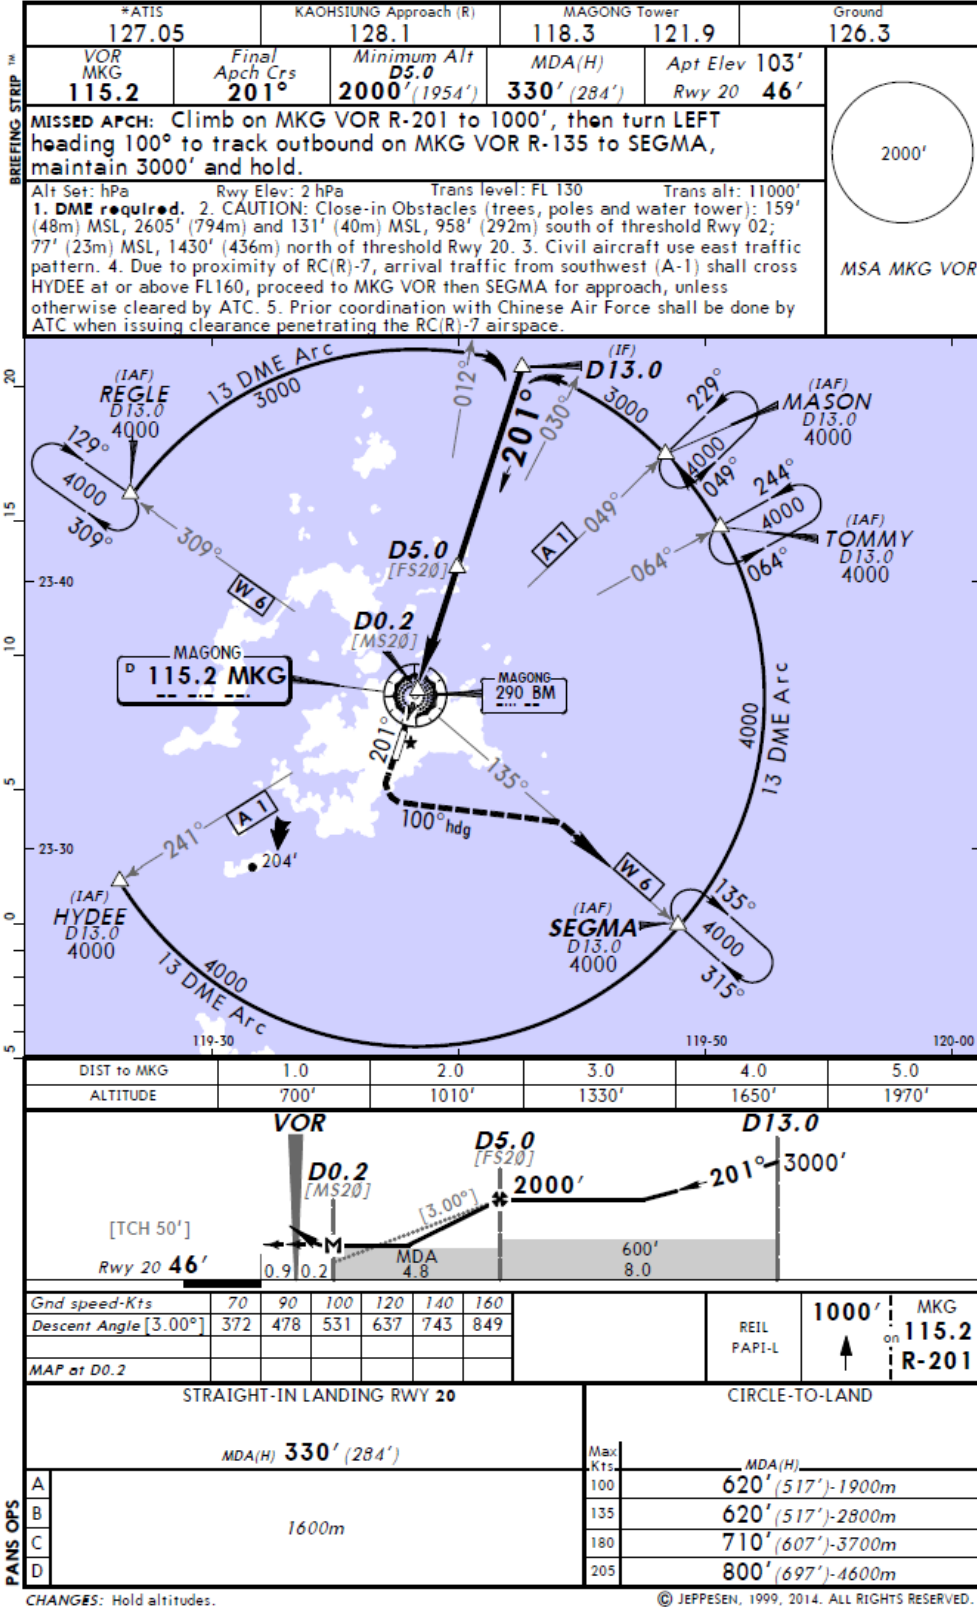 *ATIS
127.05
KAOHSIUNG Approach (R)
128.1
MAGONG Tower
118.3 121.9
Ground
126.3
BRIEFING STRIP ™
VOR
MKG
115.2
Final
Apch Crs
201°
Minimum Alt
D5.0
2000' (1954')
MDA(H)
330' (284')
Apt Elev 103'
Rwy 20 46'
MISSED APCH: Climb on MKG VOR R-201 to 1000', then turn LEFT
heading 100° to track outbound on MKG VOR R-135 to SEGMA,
maintain 3000' and hold.
2000'
MSA MKG VOR
Alt Set: hPa Rwy Elev: 2 hPa Trans level: FL 130 Trans alt: 11000'
1. DME required. 2. CAUTION: Close-in Obstacles (trees, poles and water tower): 159'
(48m) MSL, 2605' (794m) and 131' (40m) MSL, 958' (292m) south of threshold Rwy 02;
77' (23m) MSL, 1430' (436m) north of threshold Rwy 20. 3. Civil aircraft use east traffic
pattern. 4. Due to proximity of RC(R)-7, arrival traffic from southwest (A-1) shall cross
HYDEE at or above FL160, proceed to MKG VOR then SEGMA for approach, unless
otherwise cleared by ATC. 5. Prior coordination with Chinese Air Force shall be done by
ATC when issuing clearance penetrating the RC(R)-7 airspace.
20
15
10
5
0
5
13 DME Arc
3000
012°
(IF)
D13.0
3000
201°
030°
(IAF)
REGLE
D13.0
4000
129°
4000
309°
309°
W 6
229°
4000
049°
(IAF)
MASON
D13.0
4000
A 1
049°
244°
4000
064°
064°
(IAF)
TOMMY
D13.0
4000
23-40
D5.0
[FS20]
D0.2
[MS20]
MAGONG
D 115.2 MKG
MAGONG
290 BM
201°
135°
4000
13 DME Arc
100° hdg
A 1
241°
204'
23-30
W 6
(IAF)
HYDEE
D13.0
4000
4000
13 DME Arc
(IAF)
SEGMA
D13.0
4000
135°
4000
315°
119-30
119-50
120-00
DIST to MKG 1.0 2.0 3.0 4.0 5.0
ALTITUDE 700' 1010' 1330' 1650' 1970'
VOR
D0.2
[MS20]
D5.0
[FS20]
D13.0
2000'
201°
3000'
[3.00°]
[TCH 50']
M
MDA
600'
Rwy 20 46'
0.9 0.2 4.8 8.0
Gnd speed-Kts 70 90 100 120 140 160
Descent Angle [3.00°] 372 478 531 637 743 849
MAP at D0.2
REIL
PAPI-L
1000'
on
MKG
115.2
R-201
STRAIGHT-IN LANDING RWY 20
MDA(H) 330' (284')
CIRCLE-TO-LAND
Max
Kts
MDA(H)
A
B
C
D
1600m
100 620' (517')-1900m
135 620' (517')-2800m
180 710' (607')-3700m
205 800' (697')-4600m
PANS OPS
CHANGES: Hold altitudes.
© JEPPESEN, 1999, 2014. ALL RIGHTS RESERVED.